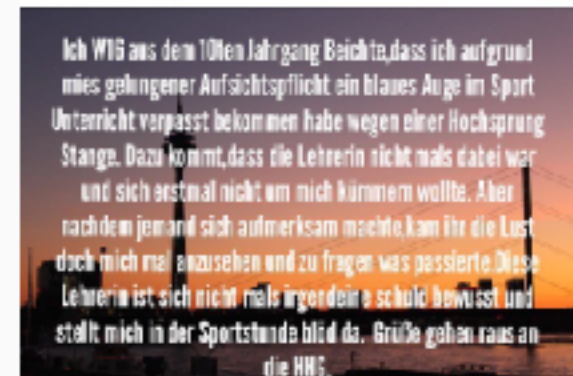 Ich W16 aus dem 10ten Jahrgang Beichte,dass ich aufgrund
mies gelungener Aufsichtspflicht ein blaues Auge im Sport
Unterricht verpasst bekommen habe wegen einer Hochsprung
Stange. Dazu kommt,dass die Lehrerin nicht mals dabei war
und sich erstmal nicht um mich kümmern wollte. Aber
nachdem jemand sich aufmerksam machte,kam ihr die Lust
doch mich mal anzusehen und zu fragen was passierte.Diese
Lehrerin ist sich nicht mals irgendeine schuld bewusst und
stellt mich in der Sportstunde blöd da. Grüße gehen raus an
die HHG.